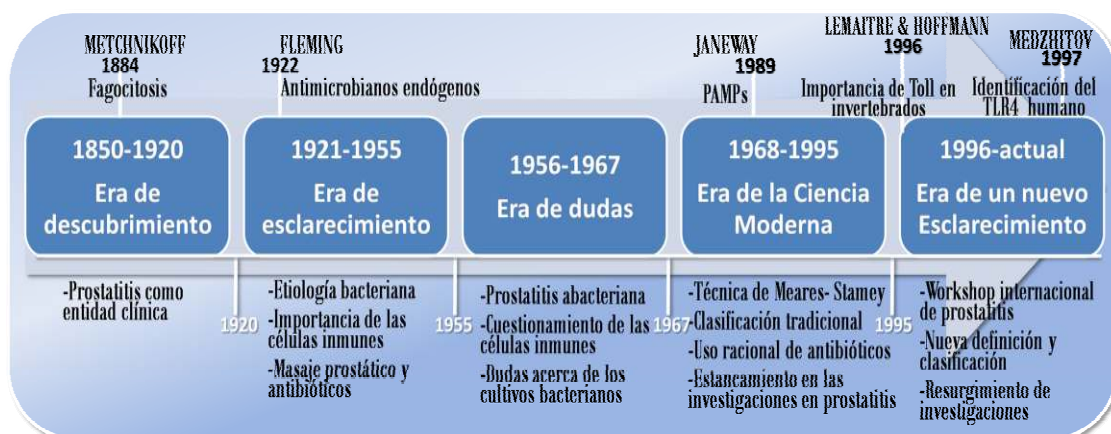 METCHNIKOFF
1884
Fagocitosis
FLEMING
1922
Antimicrobianos endógenos
JANEWAY
1989
PAMPs
LEMAITRE & HOFFMANN
1996
Importancia de Toll en
invertebrados
MEDZHITOV
1997
Identificación del
TLR4 humano
1850-1920
Era de
descubrimiento
1921-1955
Era de
esclarecimiento
1956-1967
Era de dudas
1968-1995
Era de la Ciencia
Moderna
1996-actual
Era de un nuevo
Esclarecimiento
-Prostatitis como
entidad clínica
1920
-Etiología bacteriana
-Importancia de las
células inmunes
-Masaje prostático y
antibióticos
1955
-Prostatitis abacteriana
-Cuestionamiento de las
células inmunes
-Dudas acerca de los
cultivos bacterianos
1967
-Técnica de Meares- Stamey
-Clasificación tradicional
-Uso racional de antibióticos
-Estancamiento en las
investigaciones en prostatitis
1995
-Workshop internacional
de prostatitis
-Nueva definición y
clasificación
-Resurgimiento de
investigaciones